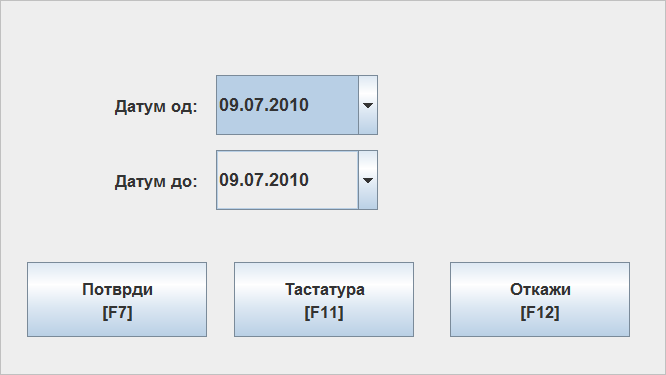 Датум од: 09.07.2010
Датум до: 09.07.2010
Потврди
[F7]
Тастатура
[F11]
Откажи
[F12]